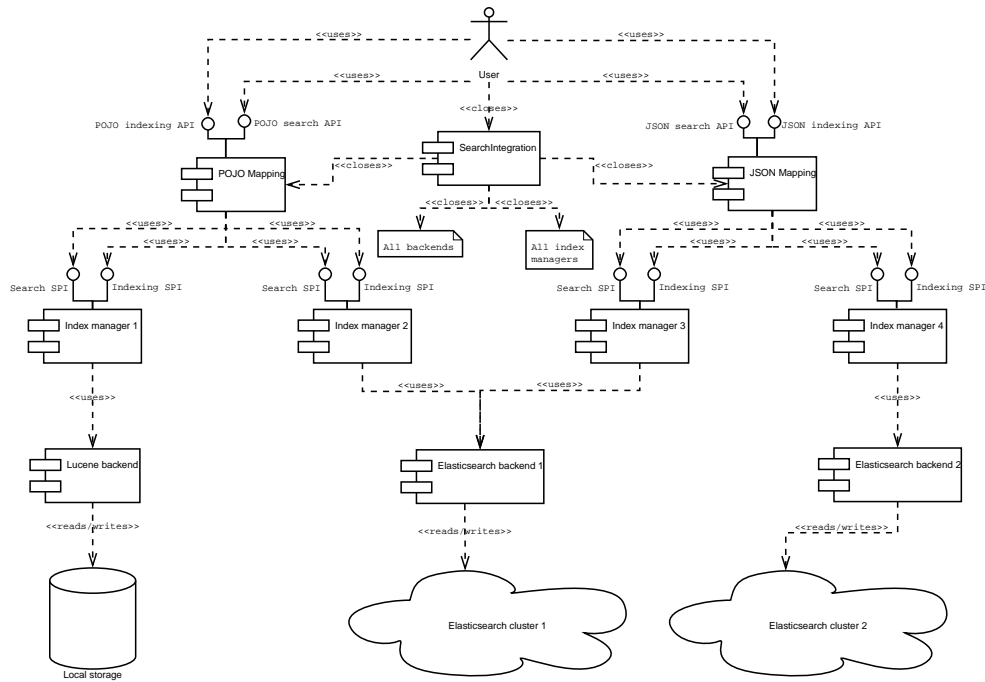 <<uses>>
<<uses>>
User
<<uses>>
<<uses>>
<<closes>>
POJO indexing API
POJO search API
JSON search API
JSON indexing API
SearchIntegration
POJO Mapping
<<closes>>
<<closes>>
JSON Mapping
<<closes>>
<<closes>>
<<uses>>
<<uses>>
<<uses>>
<<uses>>
<<uses>>
<<uses>>
<<uses>>
<<uses>>
All backends
All index
managers
Search SPI
Indexing SPI
Search SPI
Indexing SPI
Search SPI
Indexing SPI
Search SPI
Indexing SPI
Index manager 1
Index manager 2
Index manager 3
Index manager 4
<<uses>>
<<uses>>
<<uses>>
<<uses>>
Lucene backend
Elasticsearch backend 1
Elasticsearch backend 2
<<reads/writes>>
<<reads/writes>>
<<reads/writes>>
Elasticsearch cluster 1
Elasticsearch cluster 2
Local storage